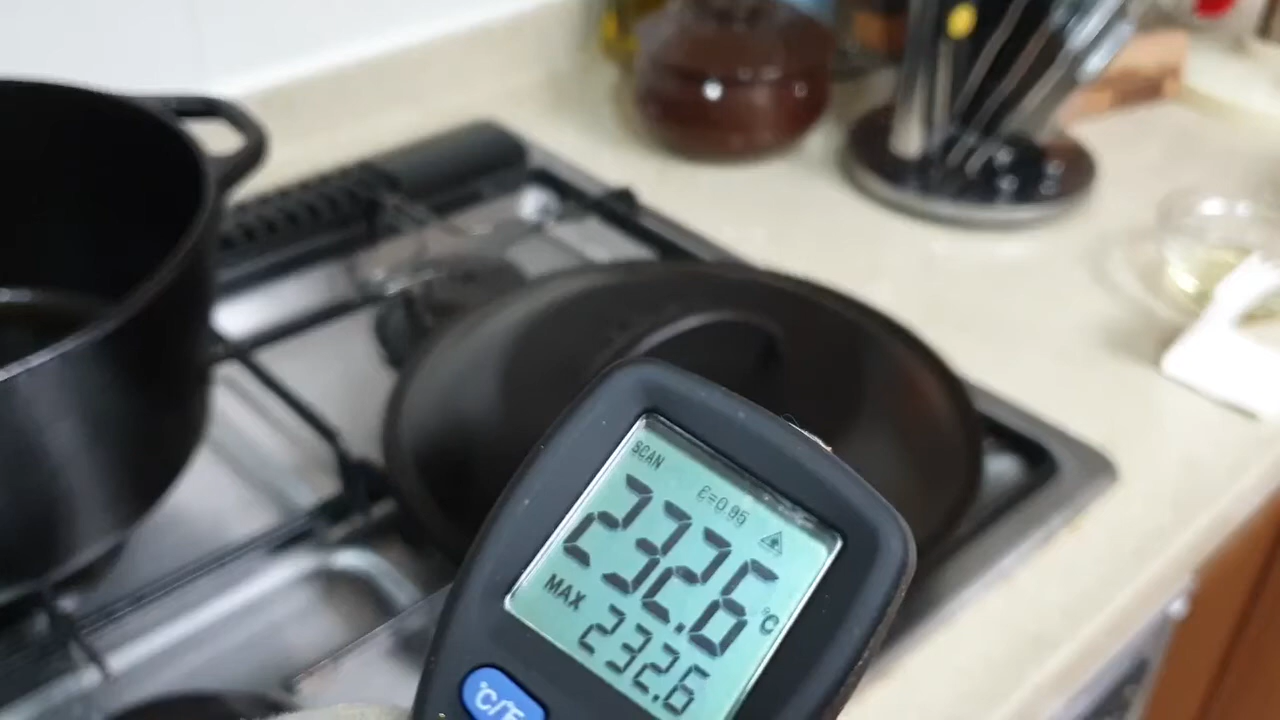 SCAN
ε=0.95
232.6 °C
MAX
232.6
°C/°F